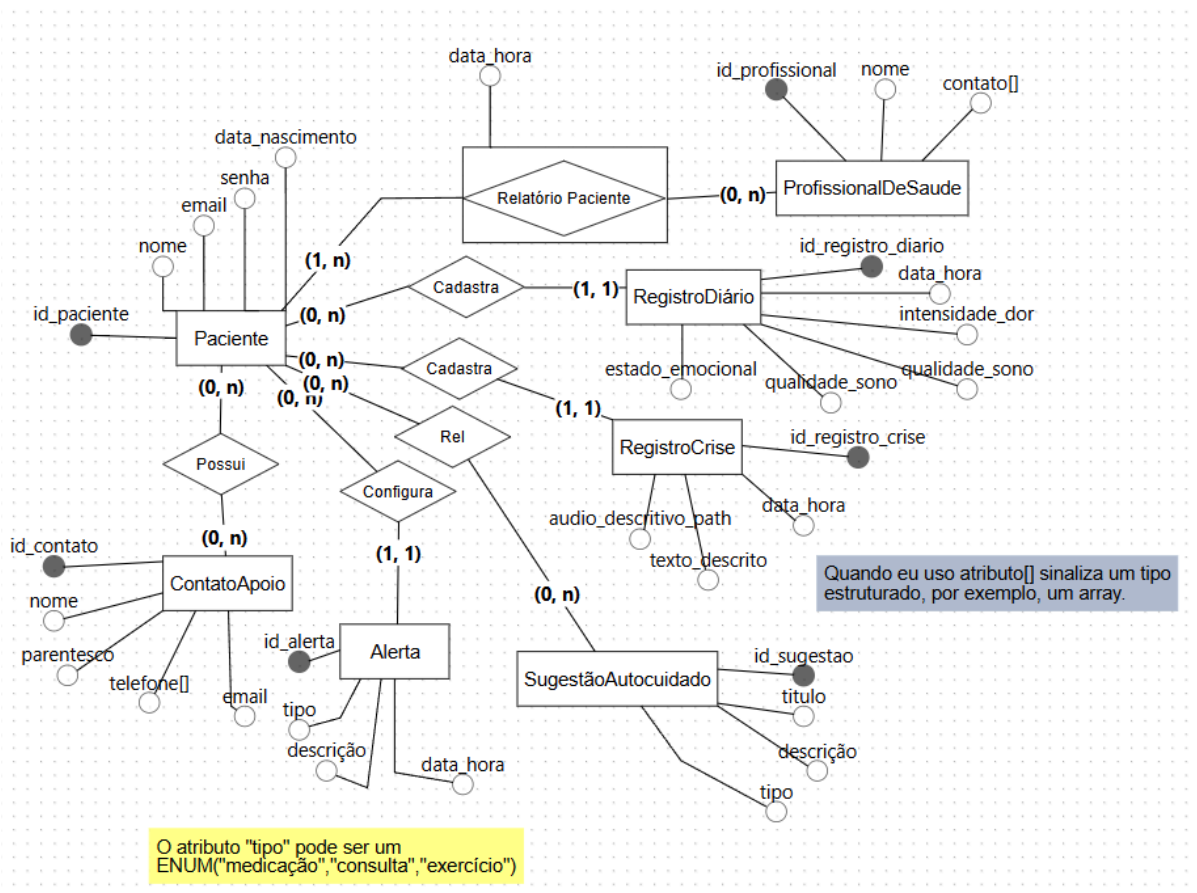 data_hora
id_profissional
nome
contato[]
data_nascimento
senha
email
nome
id_paciente
Paciente
Relatório Paciente
(0, n)
ProfissionalDeSaude
(1, n)
Cadastra
(0, n)
(1, 1)
RegistroDiário
id_registro_diario
data_hora
intensidade_dor
qualidade_sono
qualidade_sono
estado_emocional
(0, n)
Cadastra
(1, 1)
RegistroCrise
id_registro_crise
data_hora
audio_descritivo_path
texto_descrito
(0, n)
Rel
(0, n)
SugestãoAutocuidado
id_sugestao
titulo
descrição
tipo
(0, n)
Configura
(1, 1)
Alerta
id_alerta
tipo
descrição
data_hora
(0, n)
Possui
(0, n)
ContatoApoio
id_contato
nome
parentesco
telefone[]
email
Quando eu uso atributo[] sinaliza um tipo
estruturado, por exemplo, um array.
O atributo "tipo" pode ser um
ENUM("medicação","consulta","exercício")